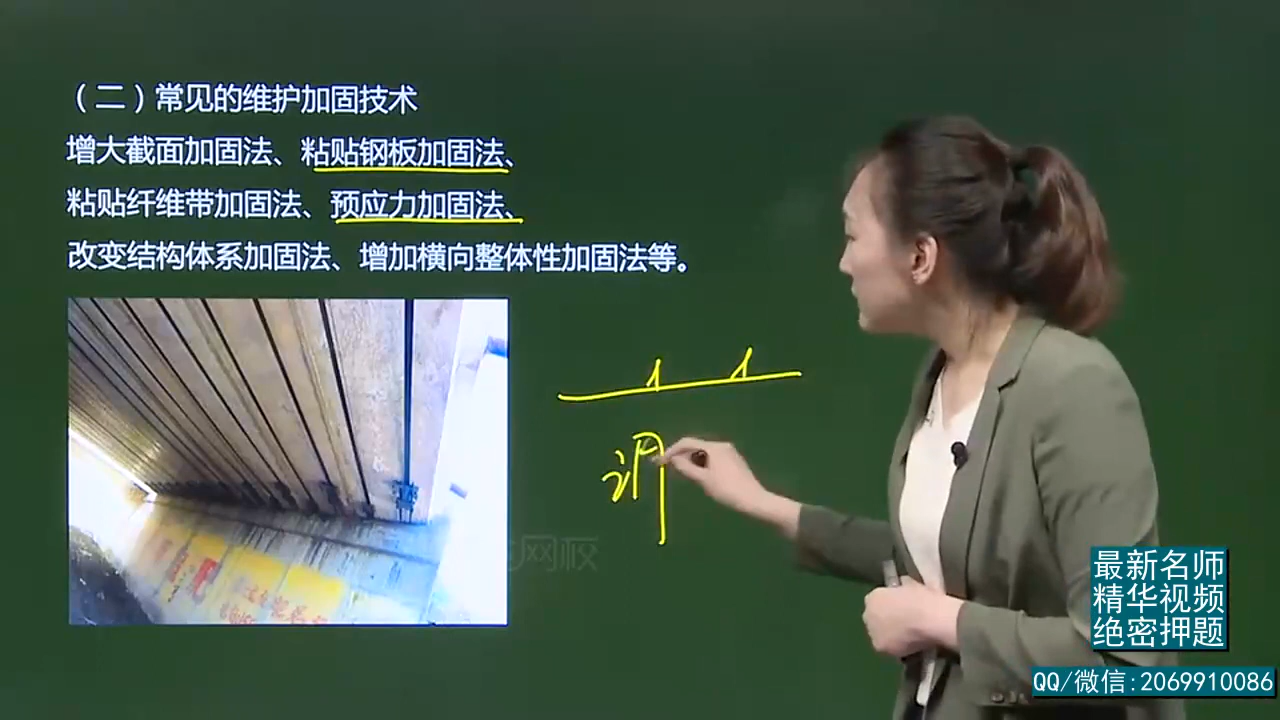 （二）常见的维护加固技术
增大截面加固法、粘贴钢板加固法、
粘贴纤维带加固法、预应力加固法、
改变结构体系加固法、增加横向整体性加固法等。
网校
最新名师
精华视频
绝密押题
QQ/微信:2069910086